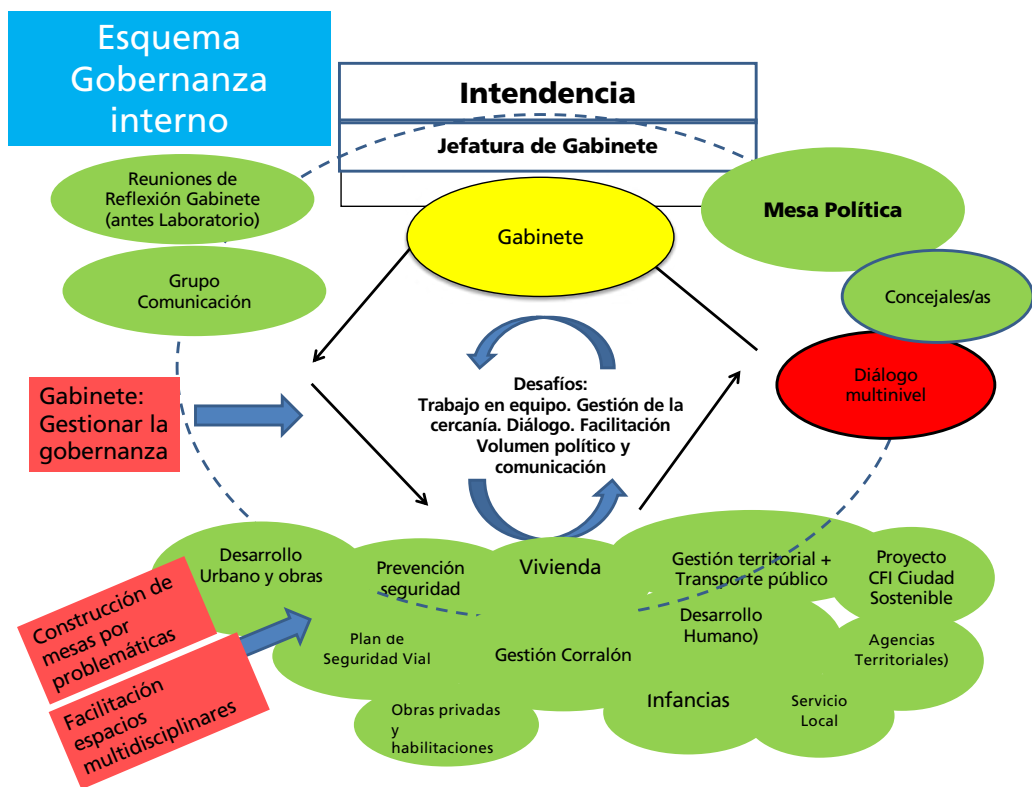 Esquema
Gobernanza
interno
Intendencia
Jefatura de Gabinete
Reuniones de
Reflexión Gabinete
(antes Laboratorio)
Mesa Política
Gabinete
Grupo
Comunicación
Concejales/as
Diálogo
multinivel
Gabinete:
Gestionar la
gobernanza
Desafíos:
Trabajo en equipo. Gestión de la
cercanía. Diálogo. Facilitación
Volumen político y
comunicación
Desarrollo
Urbano y obras
Prevención
seguridad
Vivienda
Gestión territorial +
Transporte público
Proyecto
CFI Ciudad
Sostenible
Construcción de
mesas por
problemáticas
Facilitación
espacios
multidisciplinares
Plan de
Seguridad Vial
Gestión Corralón
Desarrollo
Humano)
Agencias
Territoriales)
Obras privadas
y
habilitaciones
Infancias
Servicio
Local